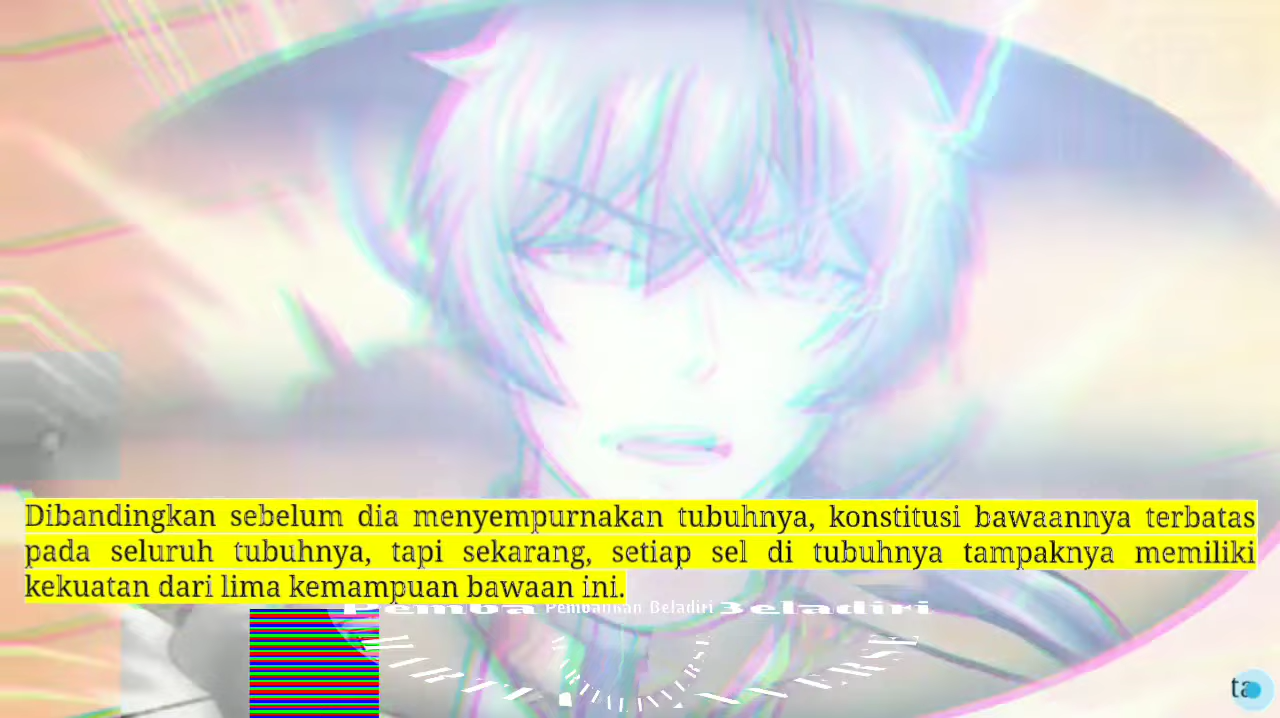 Dibandingkan sebelum dia menyempurnakan tubuhnya, konstitusi bawaannya terbatas
pada seluruh tubuhnya, tapi sekarang, setiap sel di tubuhnya tampaknya memiliki
kekuatan dari lima kemampuan bawaan ini.
Beladiri